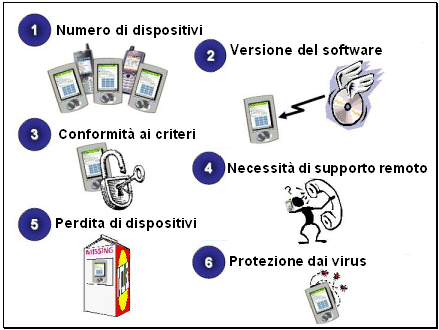 1 Numero di dispositivi
2 Versione del software
3 Conformità ai criteri
4 Necessità di supporto remoto
5 Perdita di dispositivi
MISSING
6 Protezione dai virus